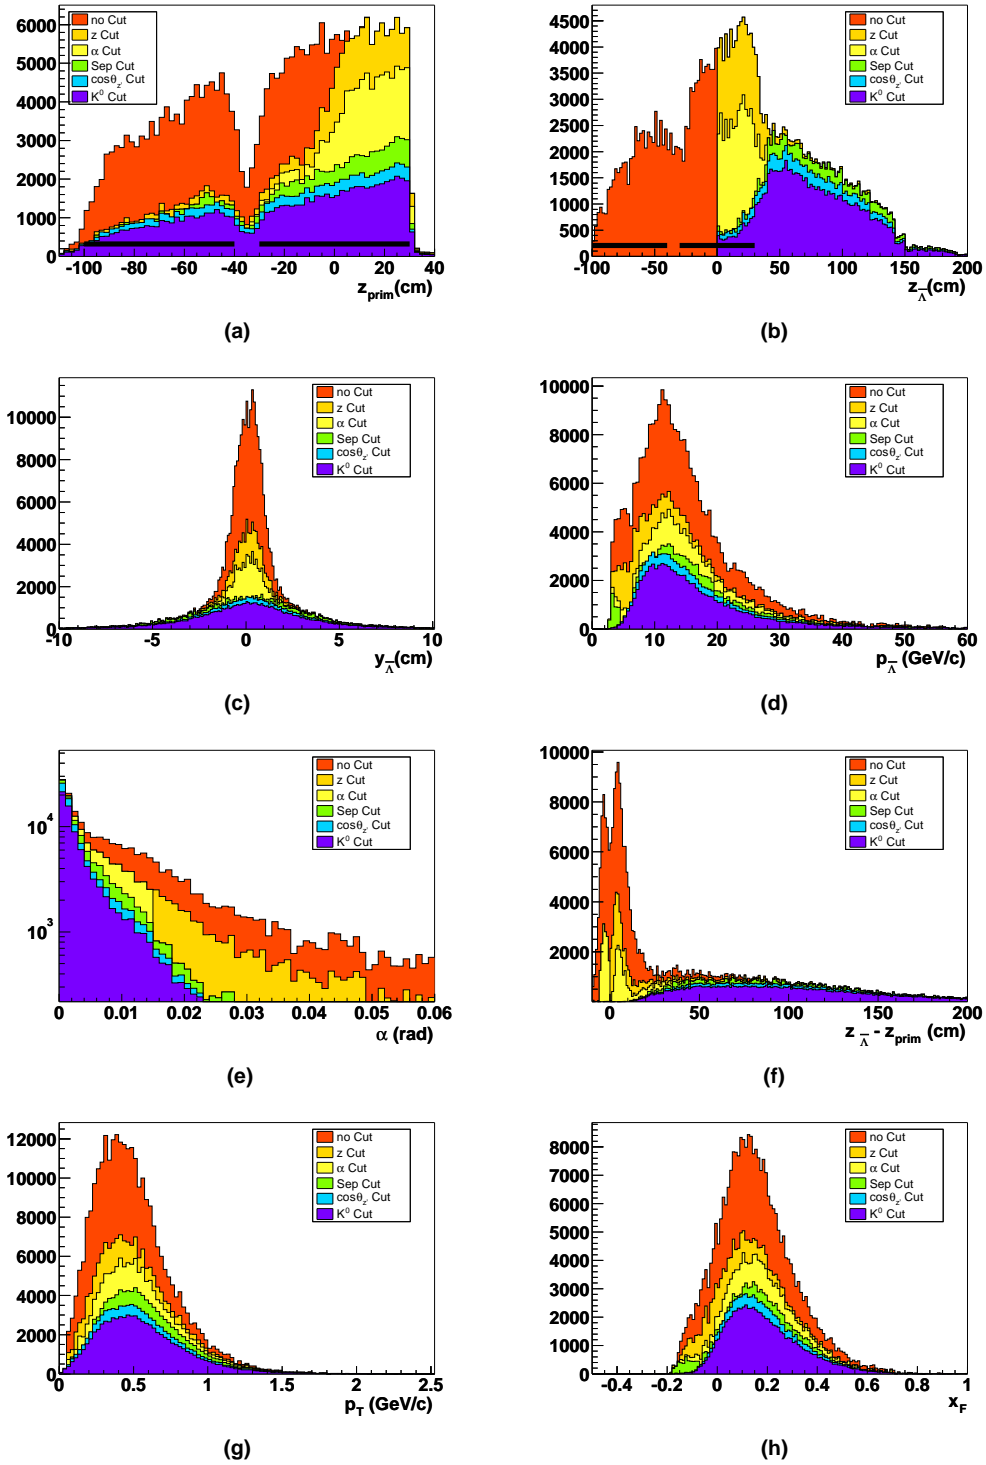 no Cut
z Cut
α Cut
Sep Cut
cosθz' Cut
K⁰ Cut
6000
5000
4000
3000
2000
1000
0
-100 -80 -60 -40 -20 0 20 40
zprim(cm)
(a)
no Cut
z Cut
α Cut
Sep Cut
cosθz' Cut
K⁰ Cut
4500
4000
3500
3000
2500
2000
1500
1000
500
0
-100 -50 0 50 100 150 200
zΛ̅(cm)
(b)
no Cut
z Cut
α Cut
Sep Cut
cosθz' Cut
K⁰ Cut
10000
8000
6000
4000
2000
0
-10 -5 0 5 10
yΛ̅(cm)
(c)
no Cut
z Cut
α Cut
Sep Cut
cosθz' Cut
K⁰ Cut
10000
8000
6000
4000
2000
0
0 10 20 30 40 50 60
pΛ̅ (GeV/c)
(d)
no Cut
z Cut
α Cut
Sep Cut
cosθz' Cut
K⁰ Cut
10⁴
10³
0 0.01 0.02 0.03 0.04 0.05 0.06
α (rad)
(e)
no Cut
z Cut
α Cut
Sep Cut
cosθz' Cut
K⁰ Cut
10000
8000
6000
4000
2000
0 50 100 150 200
zΛ̅ - zprim (cm)
(f)
no Cut
z Cut
α Cut
Sep Cut
cosθz' Cut
K⁰ Cut
12000
10000
8000
6000
4000
2000
0
0 0.5 1 1.5 2 2.5
pT (GeV/c)
(g)
no Cut
z Cut
α Cut
Sep Cut
cosθz' Cut
K⁰ Cut
8000
7000
6000
5000
4000
3000
2000
1000
0
-0.4 -0.2 0 0.2 0.4 0.6 0.8 1
xF
(h)